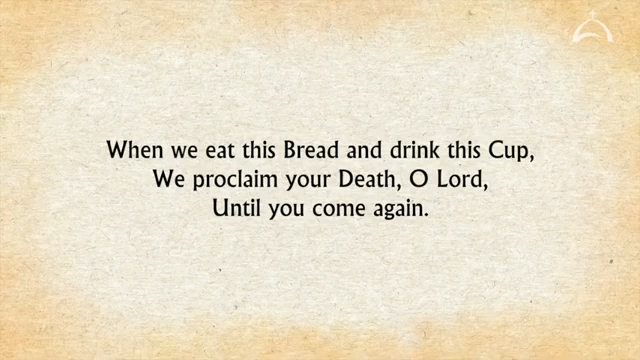 When we eat this Bread and drink this Cup,
We proclaim your Death, O Lord,
Until you come again.